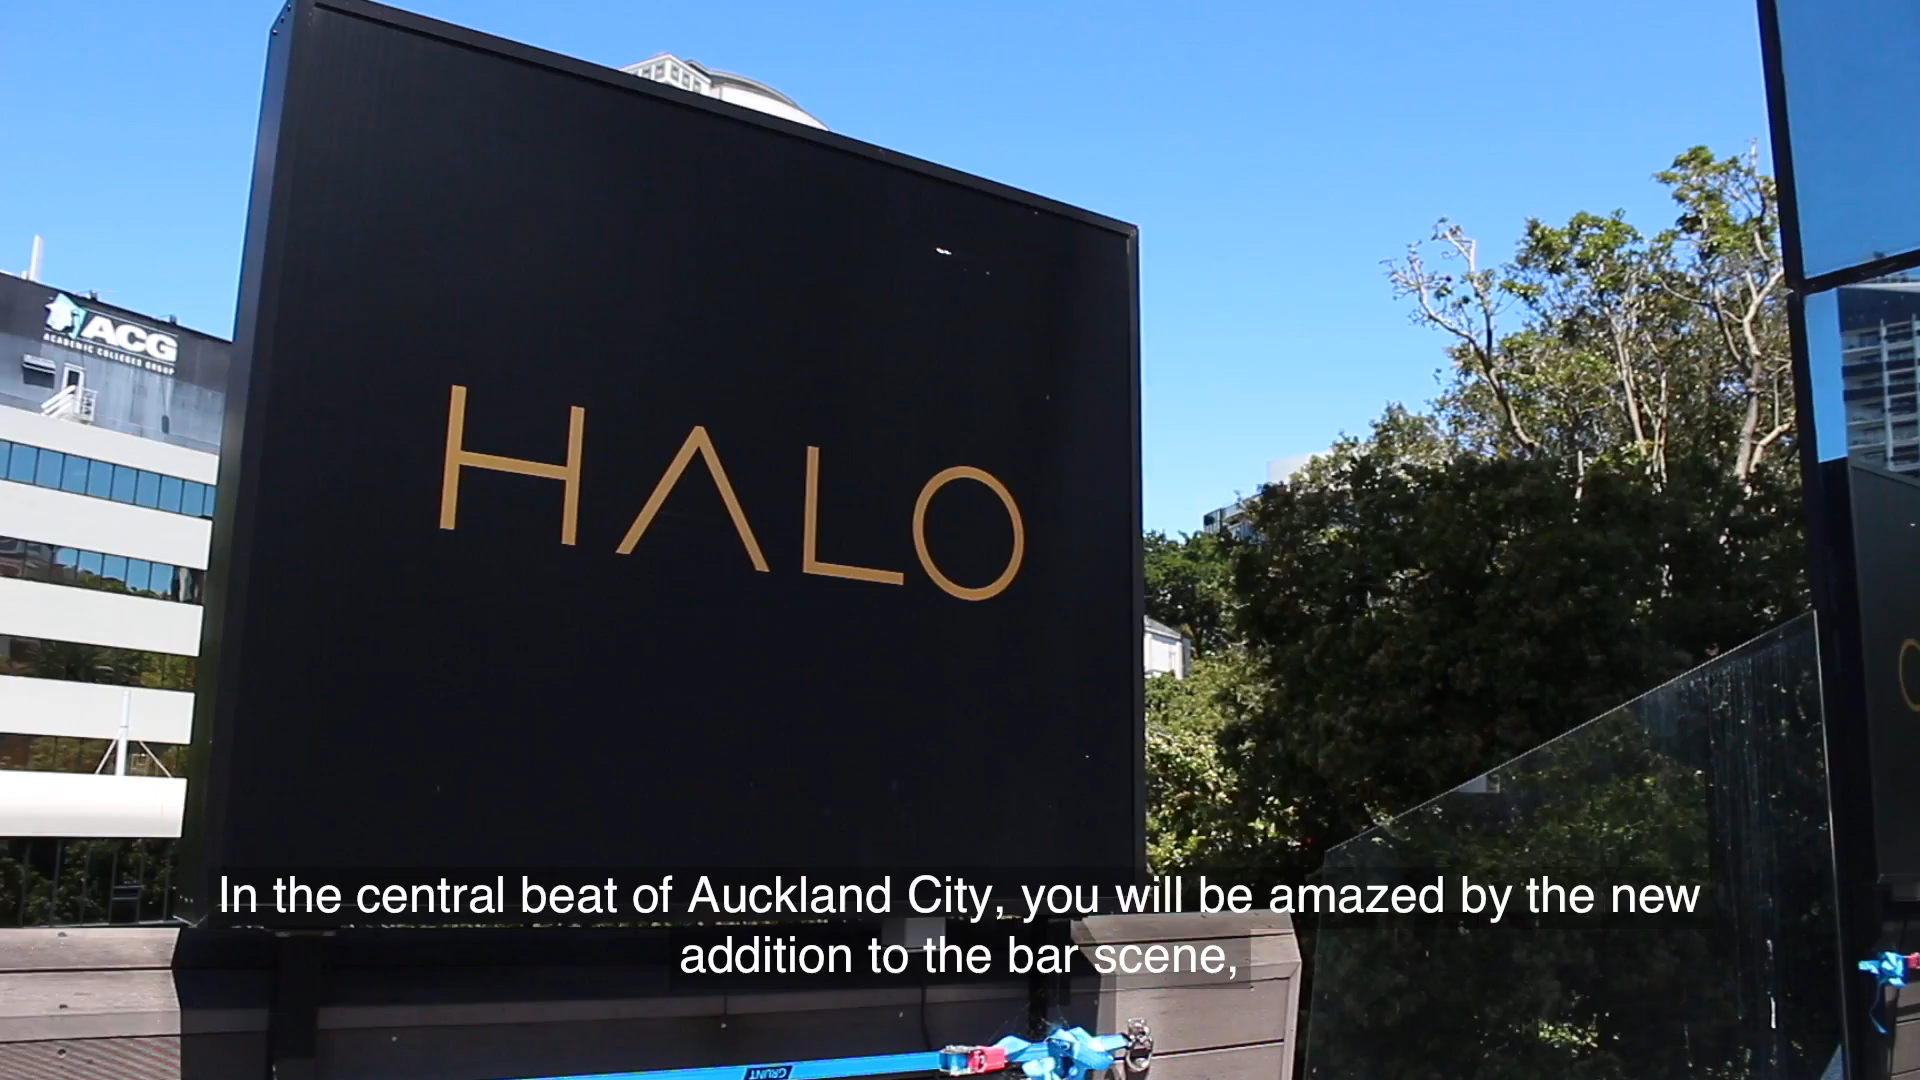 ACG
ACADEMIC COLLEGES GROUP
HALO
In the central beat of Auckland City, you will be amazed by the new
addition to the bar scene,
GRUNT